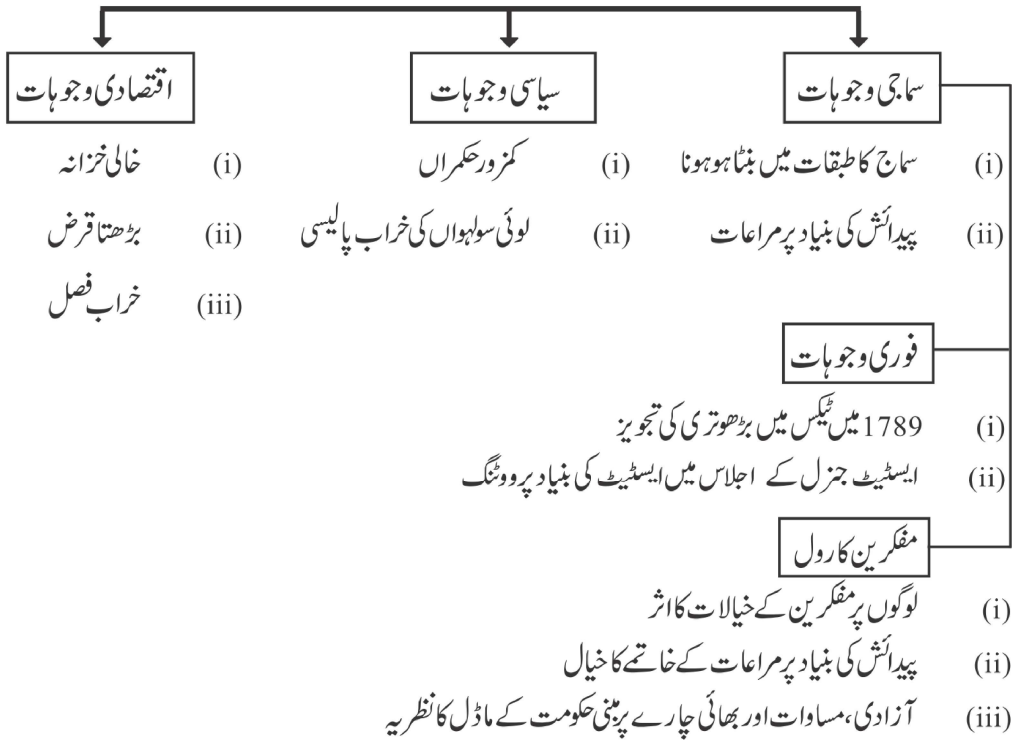 سماجی وجوہات
(i) سماج کا طبقات میں بنٹا ہو ہونا
(ii) پیدائش کی بنیاد پر مراعات
سیاسی وجوہات
(i) کمزور حکمراں
(ii) لوئی سولہواں کی خراب پالیسی
اقتصادی وجوہات
(i) خالی خزانہ
(ii) بڑھتا قرض
(iii) خراب فصل
فوری وجوہات
(i) 1789 میں ٹیکس میں بڑھوتری کی تجویز
(ii) ایسٹیٹ جنرل کے اجلاس میں ایسٹیٹ کی بنیاد پر ووٹنگ
مفکرین کا رول
(i) لوگوں پر مفکرین کے خیالات کا اثر
(ii) پیدائش کی بنیاد پر مراعات کے خاتمے کا خیال
(iii) آزادی، مساوات اور بھائی چارے پر مبنی حکومت کے ماڈل کا نظریہ